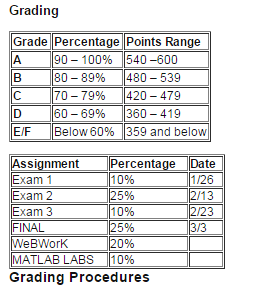 Grading
Grade Percentage Points Range
A 90 – 100% 540 –600
B 80 – 89% 480 – 539
C 70 – 79% 420 – 479
D 60 – 69% 360 – 419
E/F Below 60% 359 and below
Assignment Percentage Date
Exam 1 10% 1/26
Exam 2 25% 2/13
Exam 3 10% 2/23
FINAL 25% 3/3
WeBWorK 20%
MATLAB LABS 10%
Grading Procedures